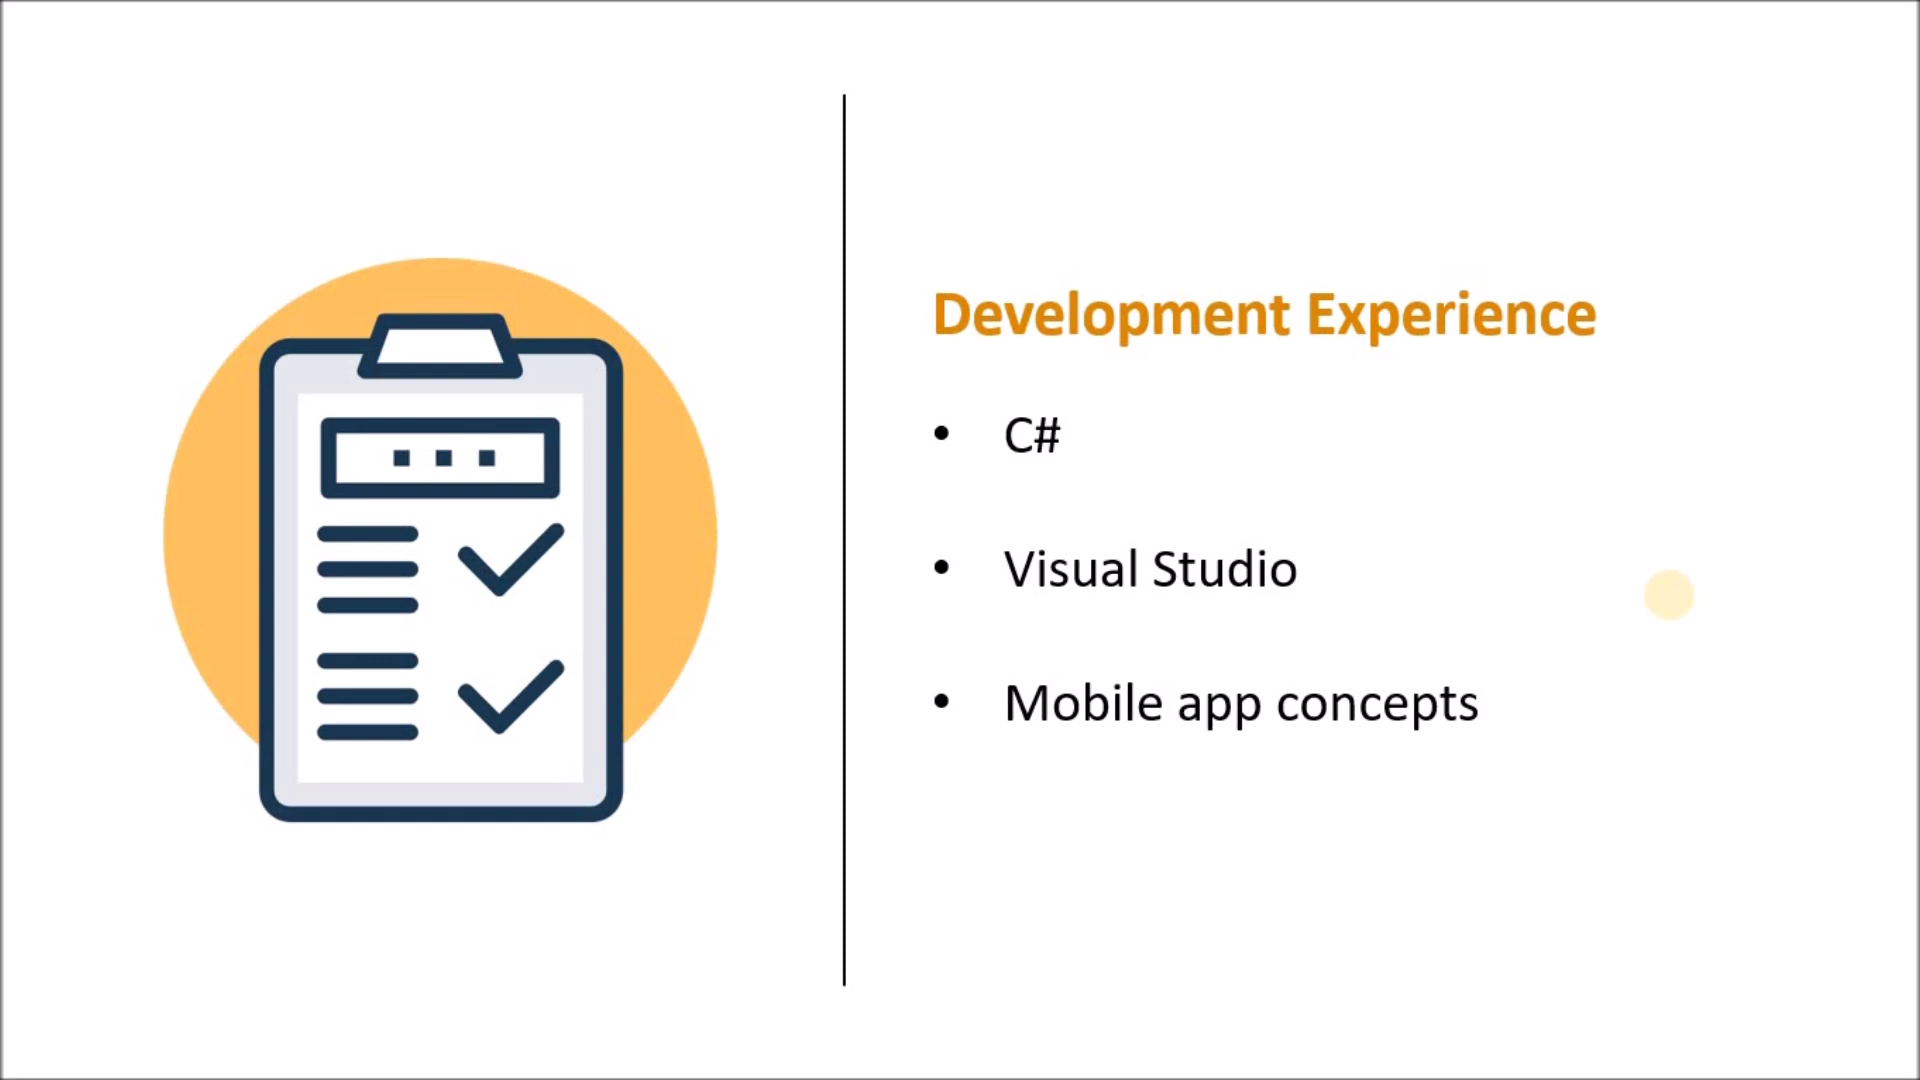 Development Experience
• C#
• Visual Studio
• Mobile app concepts